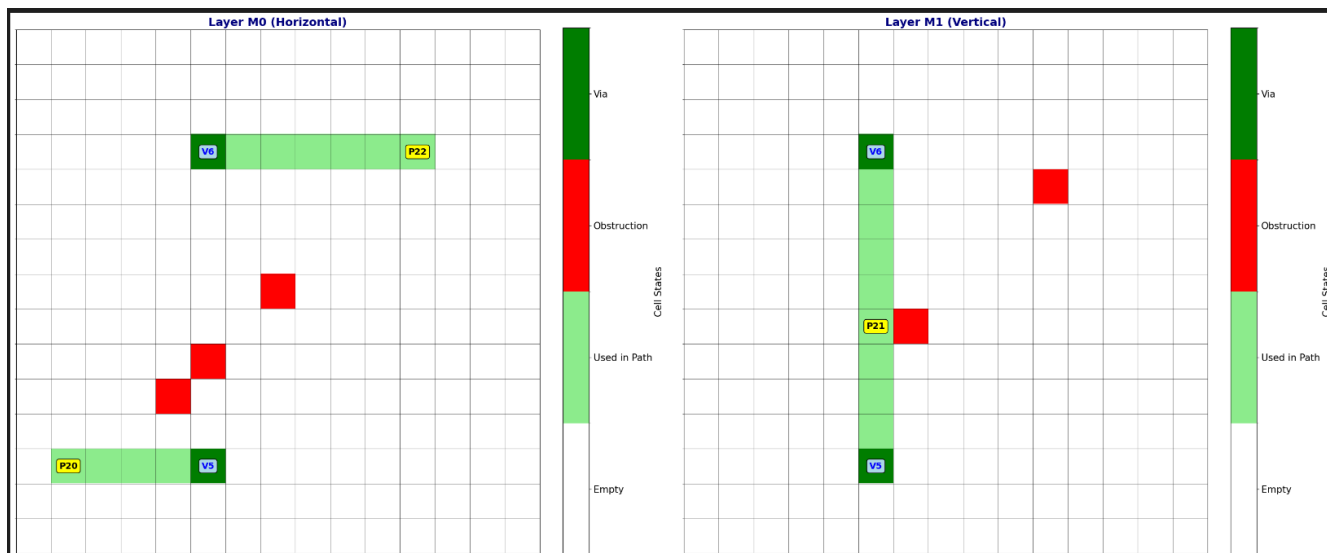 Layer M0 (Horizontal)
V6
P22
P20
V5
Via
Obstruction
Used in Path
Empty
Cell States
Layer M1 (Vertical)
V6
P21
V5
Via
Obstruction
Used in Path
Empty